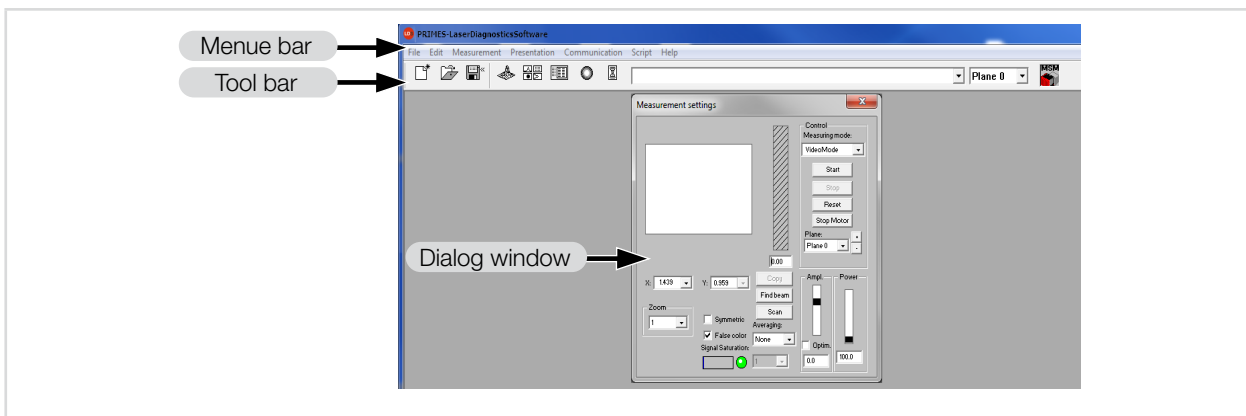 PRIMES-LaserDiagnosticsSoftware
Menue bar
File Edit Measurement Presentation Communication Script Help
Tool bar
Plane 0
MSM
Measurement settings
Control
Measuring mode:
VideoMode
Start
Stop
Reset
Stop Motor
Plane:
Plane 0
Dialog window
0.00
X: 1.439 Y: 0.959
Copy
Ampl. Power
Find beam
Zoom
1
Scan
Symmetric
Averaging:
False color
None
Optim.
Signal Saturation:
1
0.0
100.0